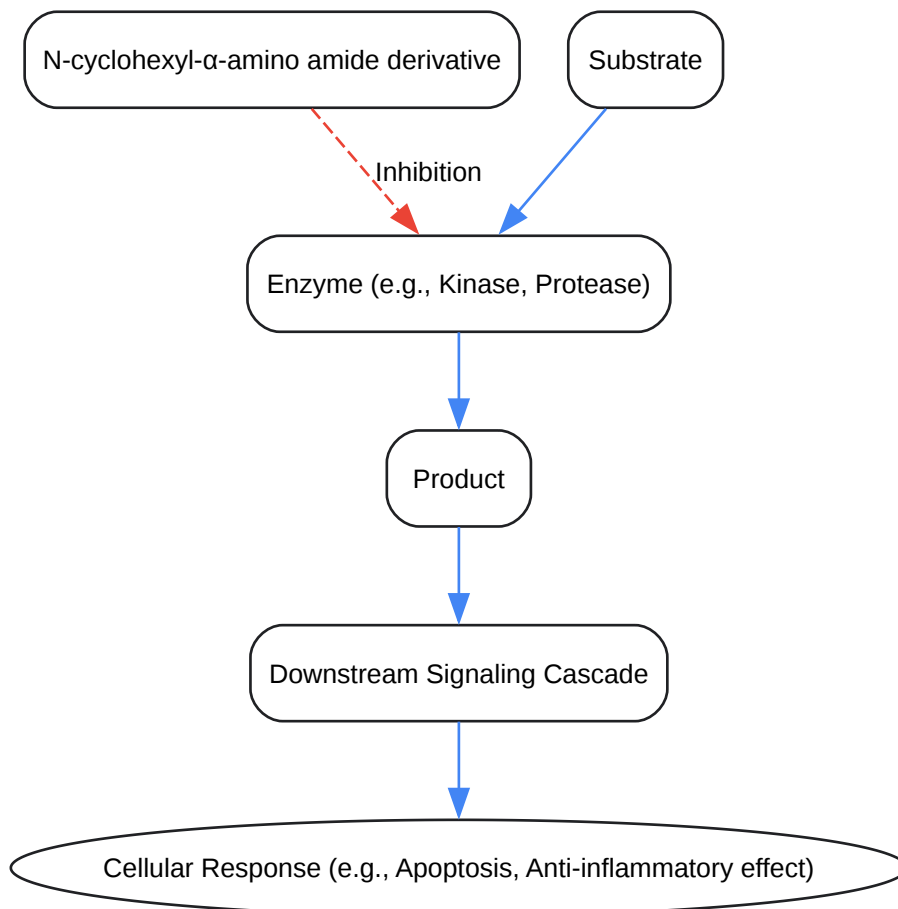 N-cyclohexyl-α-amino amide derivative
Substrate
Inhibition
Enzyme (e.g., Kinase, Protease)
Product
Downstream Signaling Cascade
Cellular Response (e.g., Apoptosis, Anti-inflammatory effect)